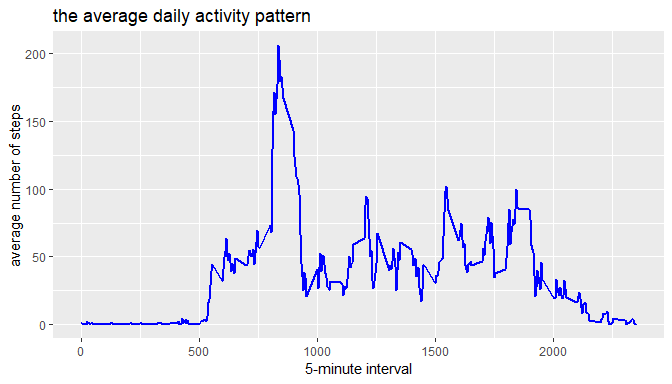 the average daily activity pattern
average number of steps
200
150
100
50
0
0 500 1000 1500 2000
5-minute interval